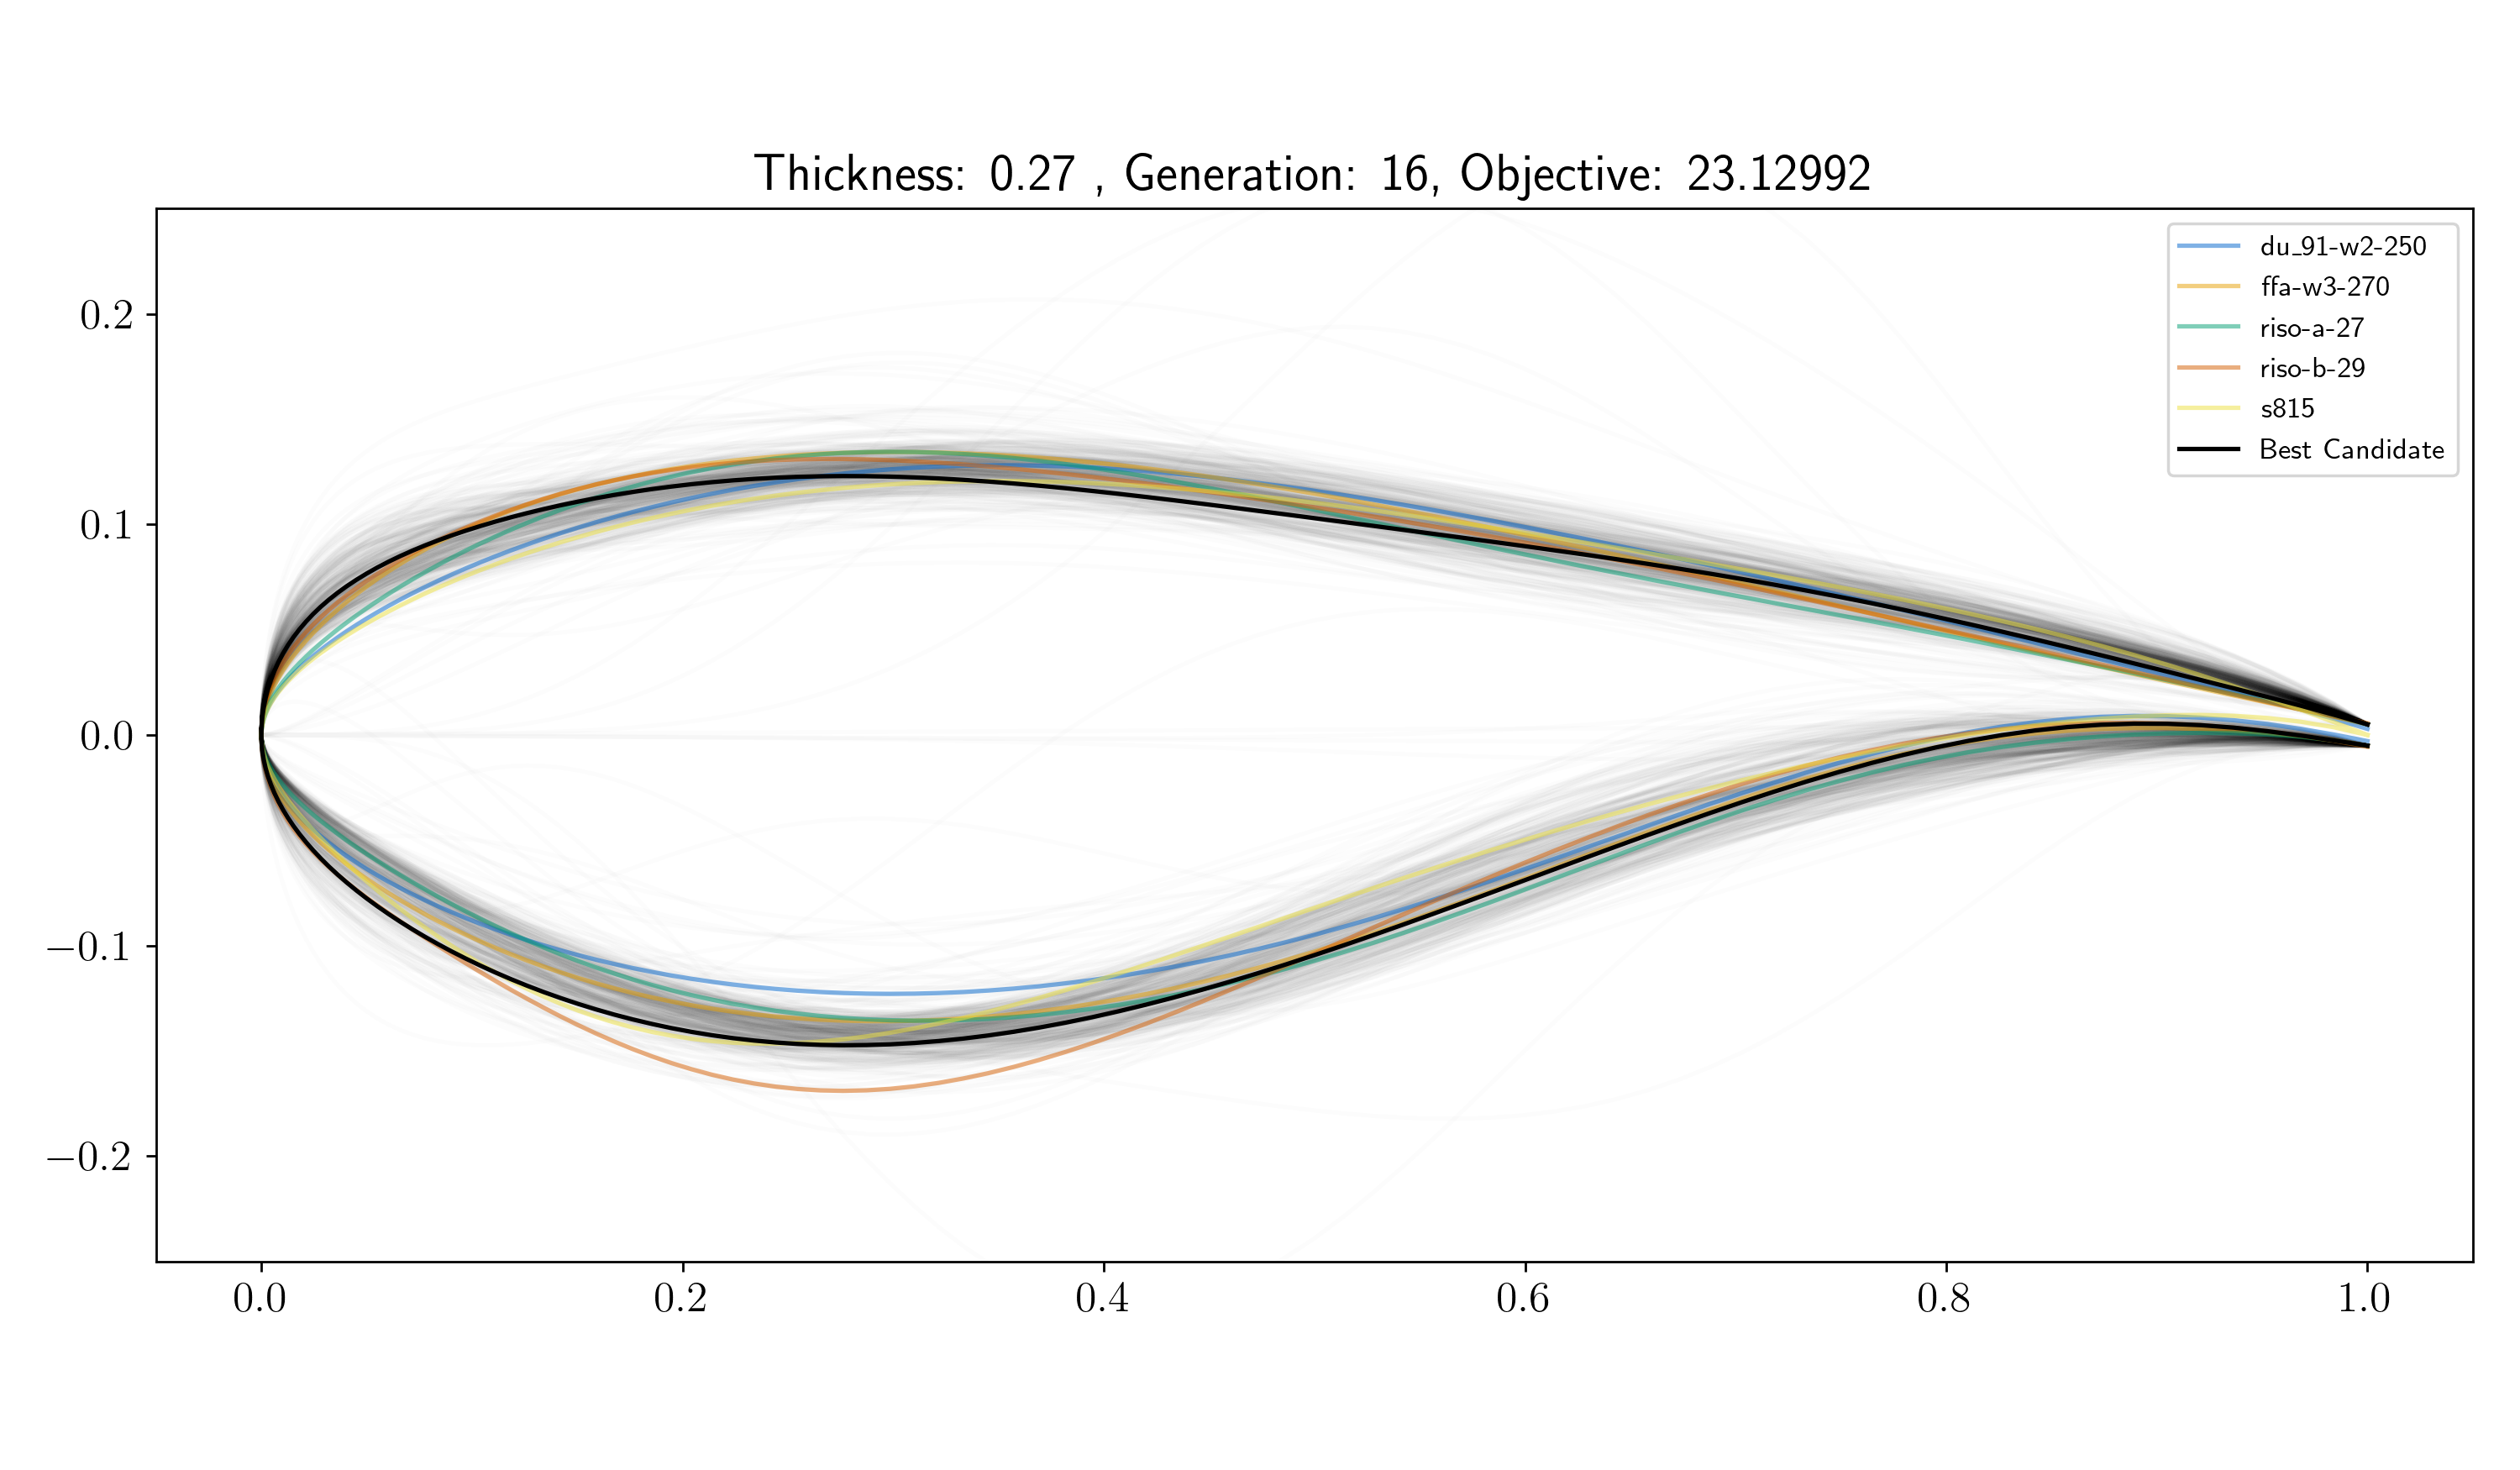 Thickness: 0.27 , Generation: 16, Objective: 23.12992
du_91-w2-250
ffa-w3-270
riso-a-27
riso-b-29
s815
Best Candidate
0.2
0.1
0.0
−0.1
−0.2
0.0 0.2 0.4 0.6 0.8 1.0